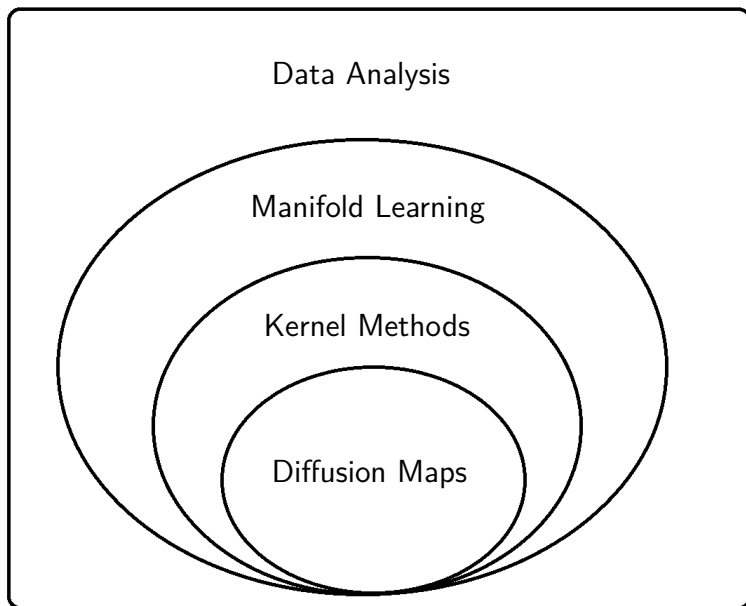 Data Analysis
Manifold Learning
Kernel Methods
Diffusion Maps